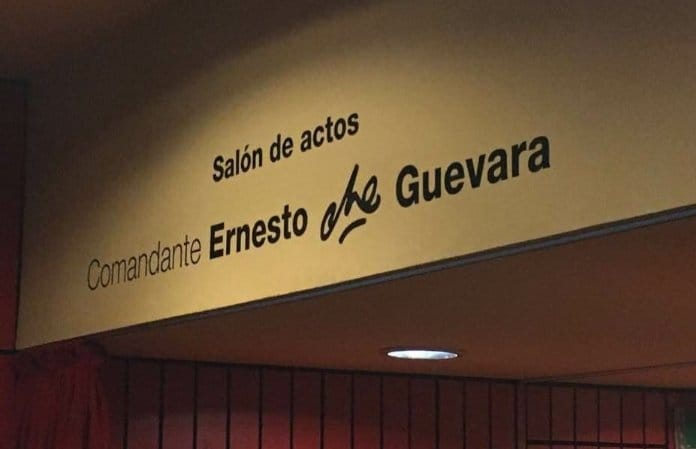 Salón de actos
Comandante Ernesto che Guevara